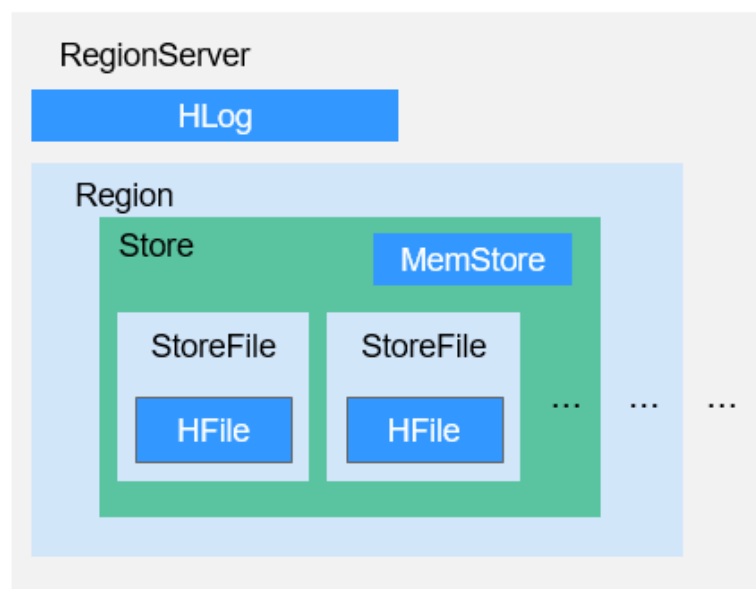 RegionServer
HLog
Region
Store
MemStore
StoreFile StoreFile
... ... ...
HFile HFile